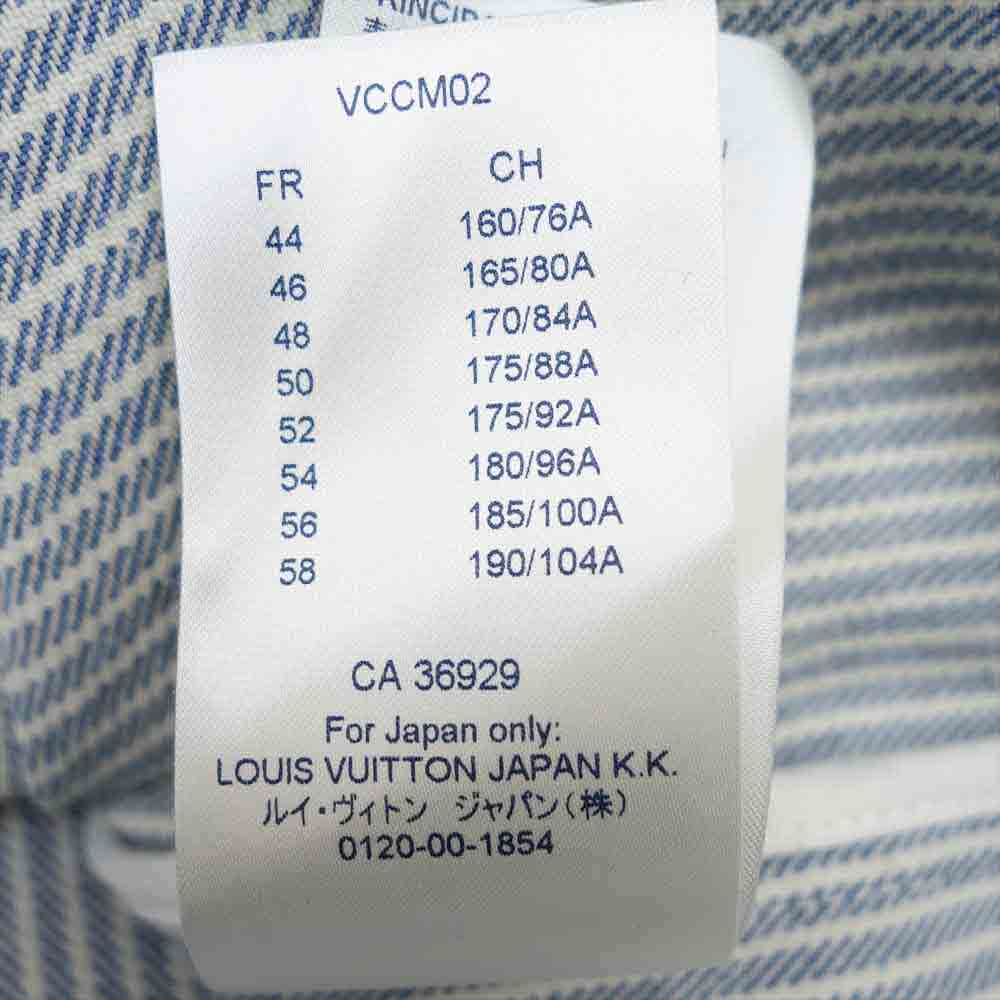 VCCM02
FR CH
44 160/76A
46 165/80A
48 170/84A
50 175/88A
52 175/92A
54 180/96A
56 185/100A
58 190/104A
CA 36929
For Japan only:
LOUIS VUITTON JAPAN K.K.
ルイ・ヴィトン ジャパン(株)
0120-00-1854